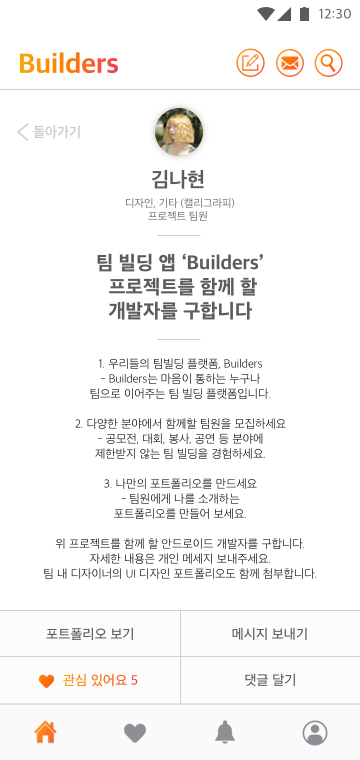 12:30
Builders
돌아가기
김나현
디자인, 기타 (캘리그라피)
프로젝트 팀원
팀 빌딩 앱 ‘Builders’
프로젝트를 함께 할
개발자를 구합니다
1. 우리들의 팀빌딩 플랫폼, Builders
- Builders는 마음이 통하는 누구나
팀으로 이어주는 팀 빌딩 플랫폼입니다.
2. 다양한 분야에서 함께할 팀원을 모집하세요
- 공모전, 대회, 봉사, 공연 등 분야에
제한받지 않는 팀 빌딩을 경험하세요.
3. 나만의 포트폴리오를 만드세요
- 팀원에게 나를 소개하는
포트폴리오를 만들어 보세요.
위 프로젝트를 함께 할 안드로이드 개발자를 구합니다.
자세한 내용은 개인 메세지 보내주세요.
팀 내 디자이너의 UI 디자인 포트폴리오도 함께 첨부합니다.
포트폴리오 보기
메시지 보내기
관심 있어요 5
댓글 달기